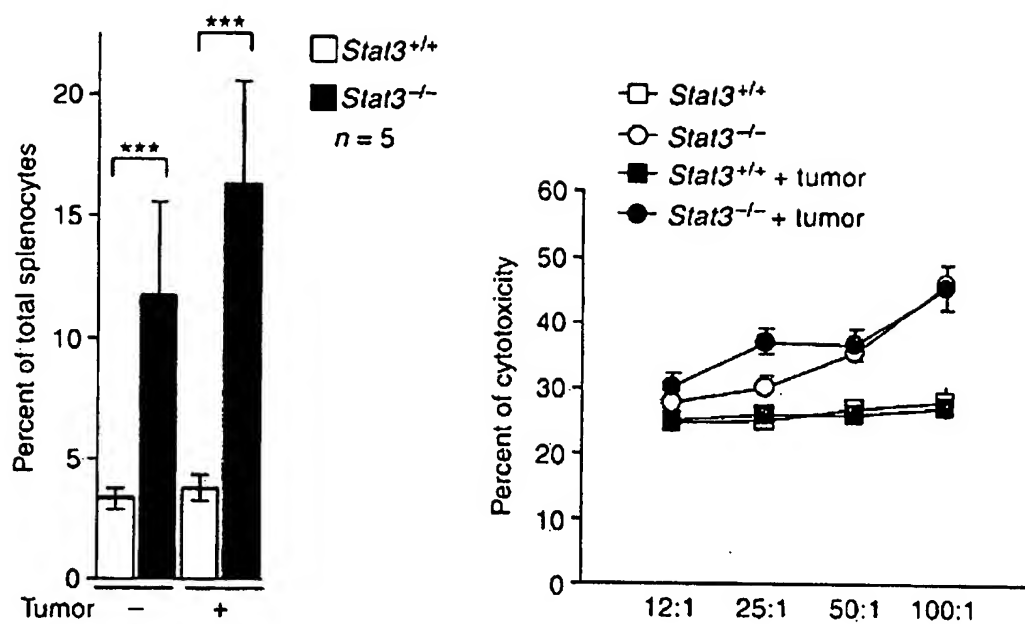 Percent of total splenocytes
20
15
10
5
0
***
***
Stat3+/+
Stat3−/−
n = 5
Tumor − +
Stat3+/+
Stat3−/−
Stat3+/+ + tumor
Stat3−/− + tumor
Percent of cytotoxicity
60
50
40
30
20
10
0
12:1 25:1 50:1 100:1